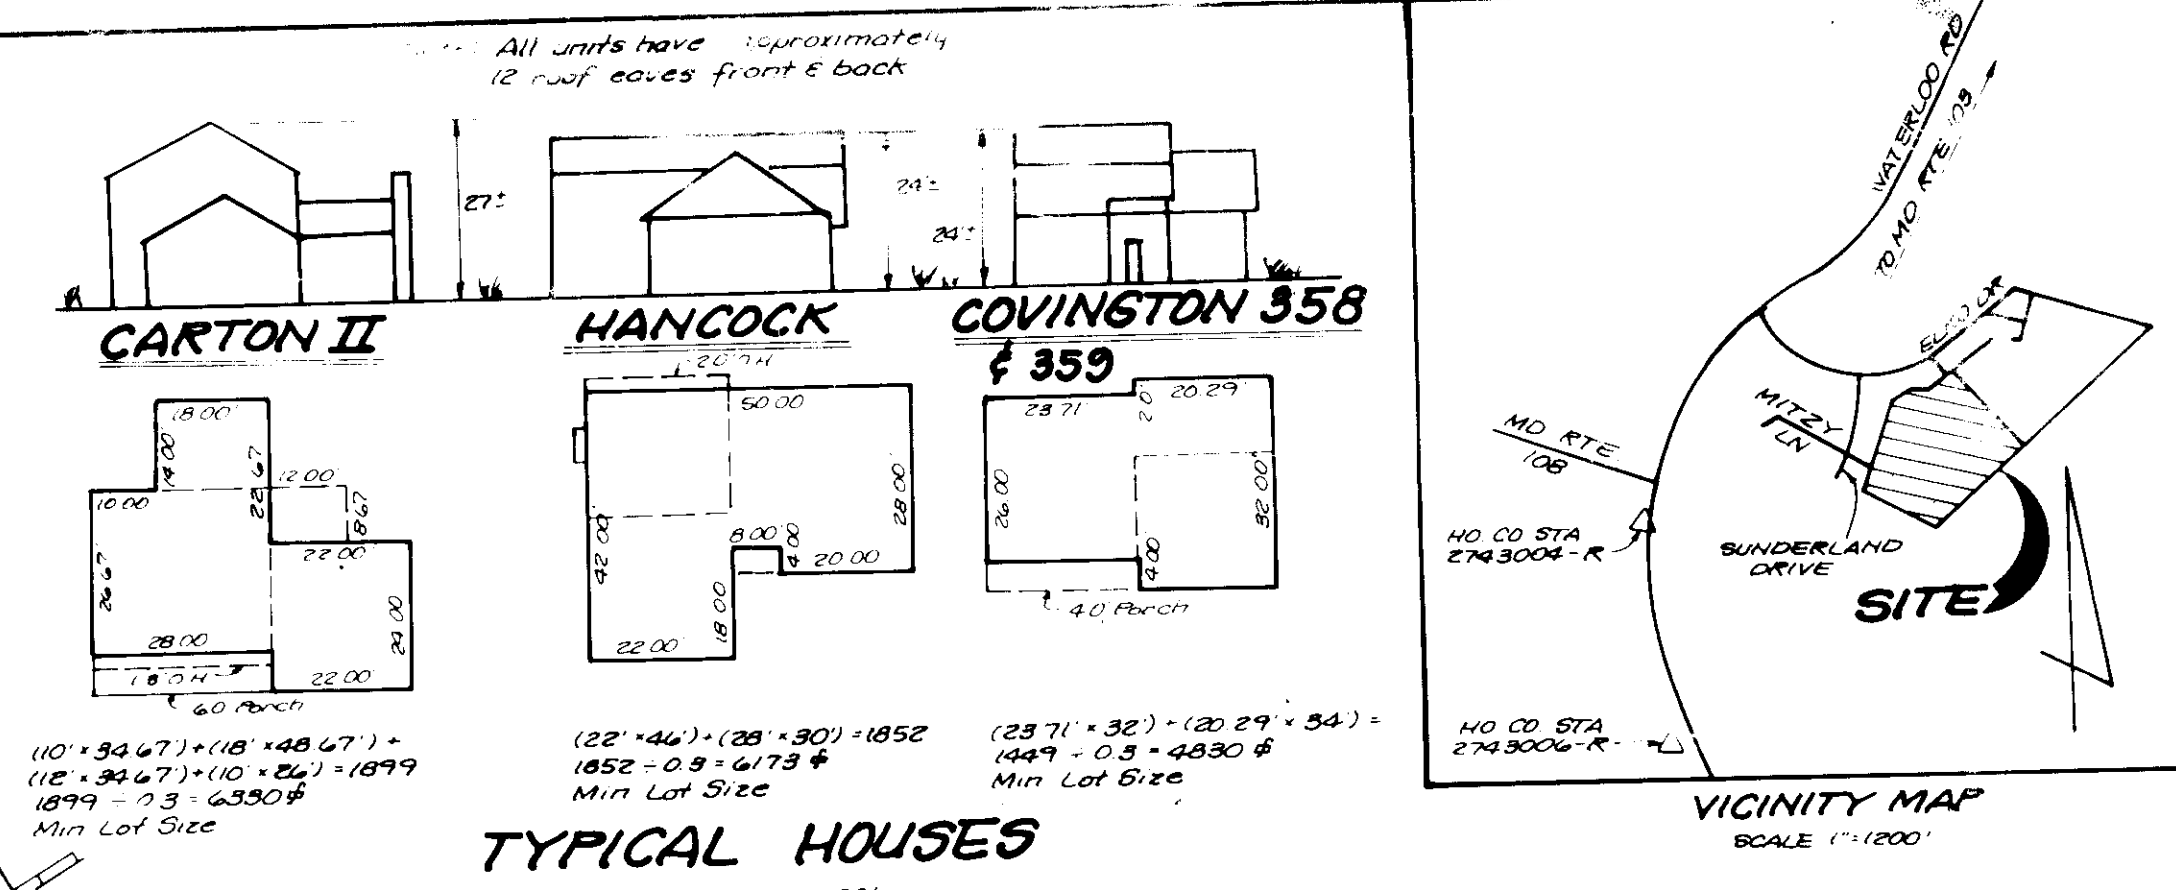 All units have approximately
12 roof eaves front & back
27±
24'±
24'±
CARTON II
HANCOCK
COVINGTON 358
& 359
18.00'
14.00'
22.67
12.00'
8.67
10.00
26.67'
22.00'
28.00
24.00
1.8 O.H.
22.00'
6.0 Porch
2.0' O.H.
50.00
42.00
28.00
8.00'
4.00
20.00
18.00
22.00'
23.71'
2.0'
20.29'
26.00
32.00'
4.00
4.0' Porch
(10' × 34.67') + (18' × 48.67') +
(12' × 34.67') + (10' × 26') = 1899
1899 ÷ 0.3 = 6330 ⌀
Min Lot Size
(22' × 46') + (28' × 30') = 1852
1852 ÷ 0.3 = 6173 ⌀
Min Lot Size
(23.71' × 32') + (20.29' × 34') =
1449 ÷ 0.3 = 4830 ⌀
Min Lot Size
TYPICAL HOUSES
WATERLOO RD
TO MD RTE 103
ELKO DR
MITZY
LN
MD RTE
108
HO. CO. STA
2743004-R
SUNDERLAND
DRIVE
SITE
HO. CO. STA
2743006-R
VICINITY MAP
SCALE 1"=1200'